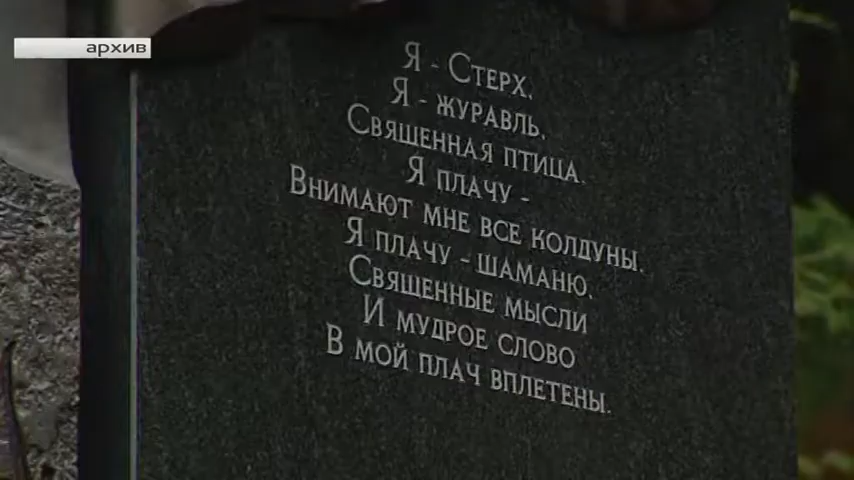 архив
Я - Стерх,
Я - журавль,
Священная птица.
Я плачу -
Внимают мне все колдуны.
Я плачу - шаманю,
Священные мысли
И мудрое слово
В мой плач вплетены.